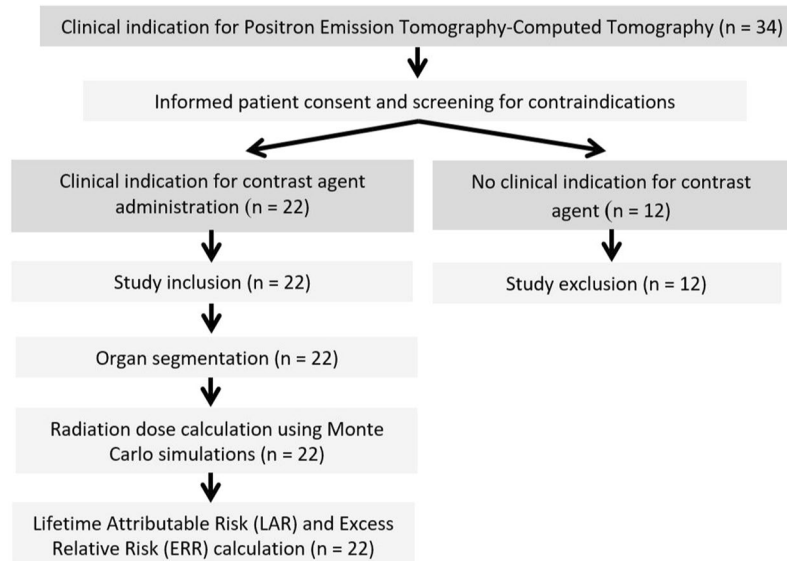 Clinical indication for Positron Emission Tomography-Computed Tomography (n = 34)
Informed patient consent and screening for contraindications
Clinical indication for contrast agent
administration (n = 22)
No clinical indication for contrast
agent (n = 12)
Study inclusion (n = 22)
Study exclusion (n = 12)
Organ segmentation (n = 22)
Radiation dose calculation using Monte
Carlo simulations (n = 22)
Lifetime Attributable Risk (LAR) and Excess
Relative Risk (ERR) calculation (n = 22)